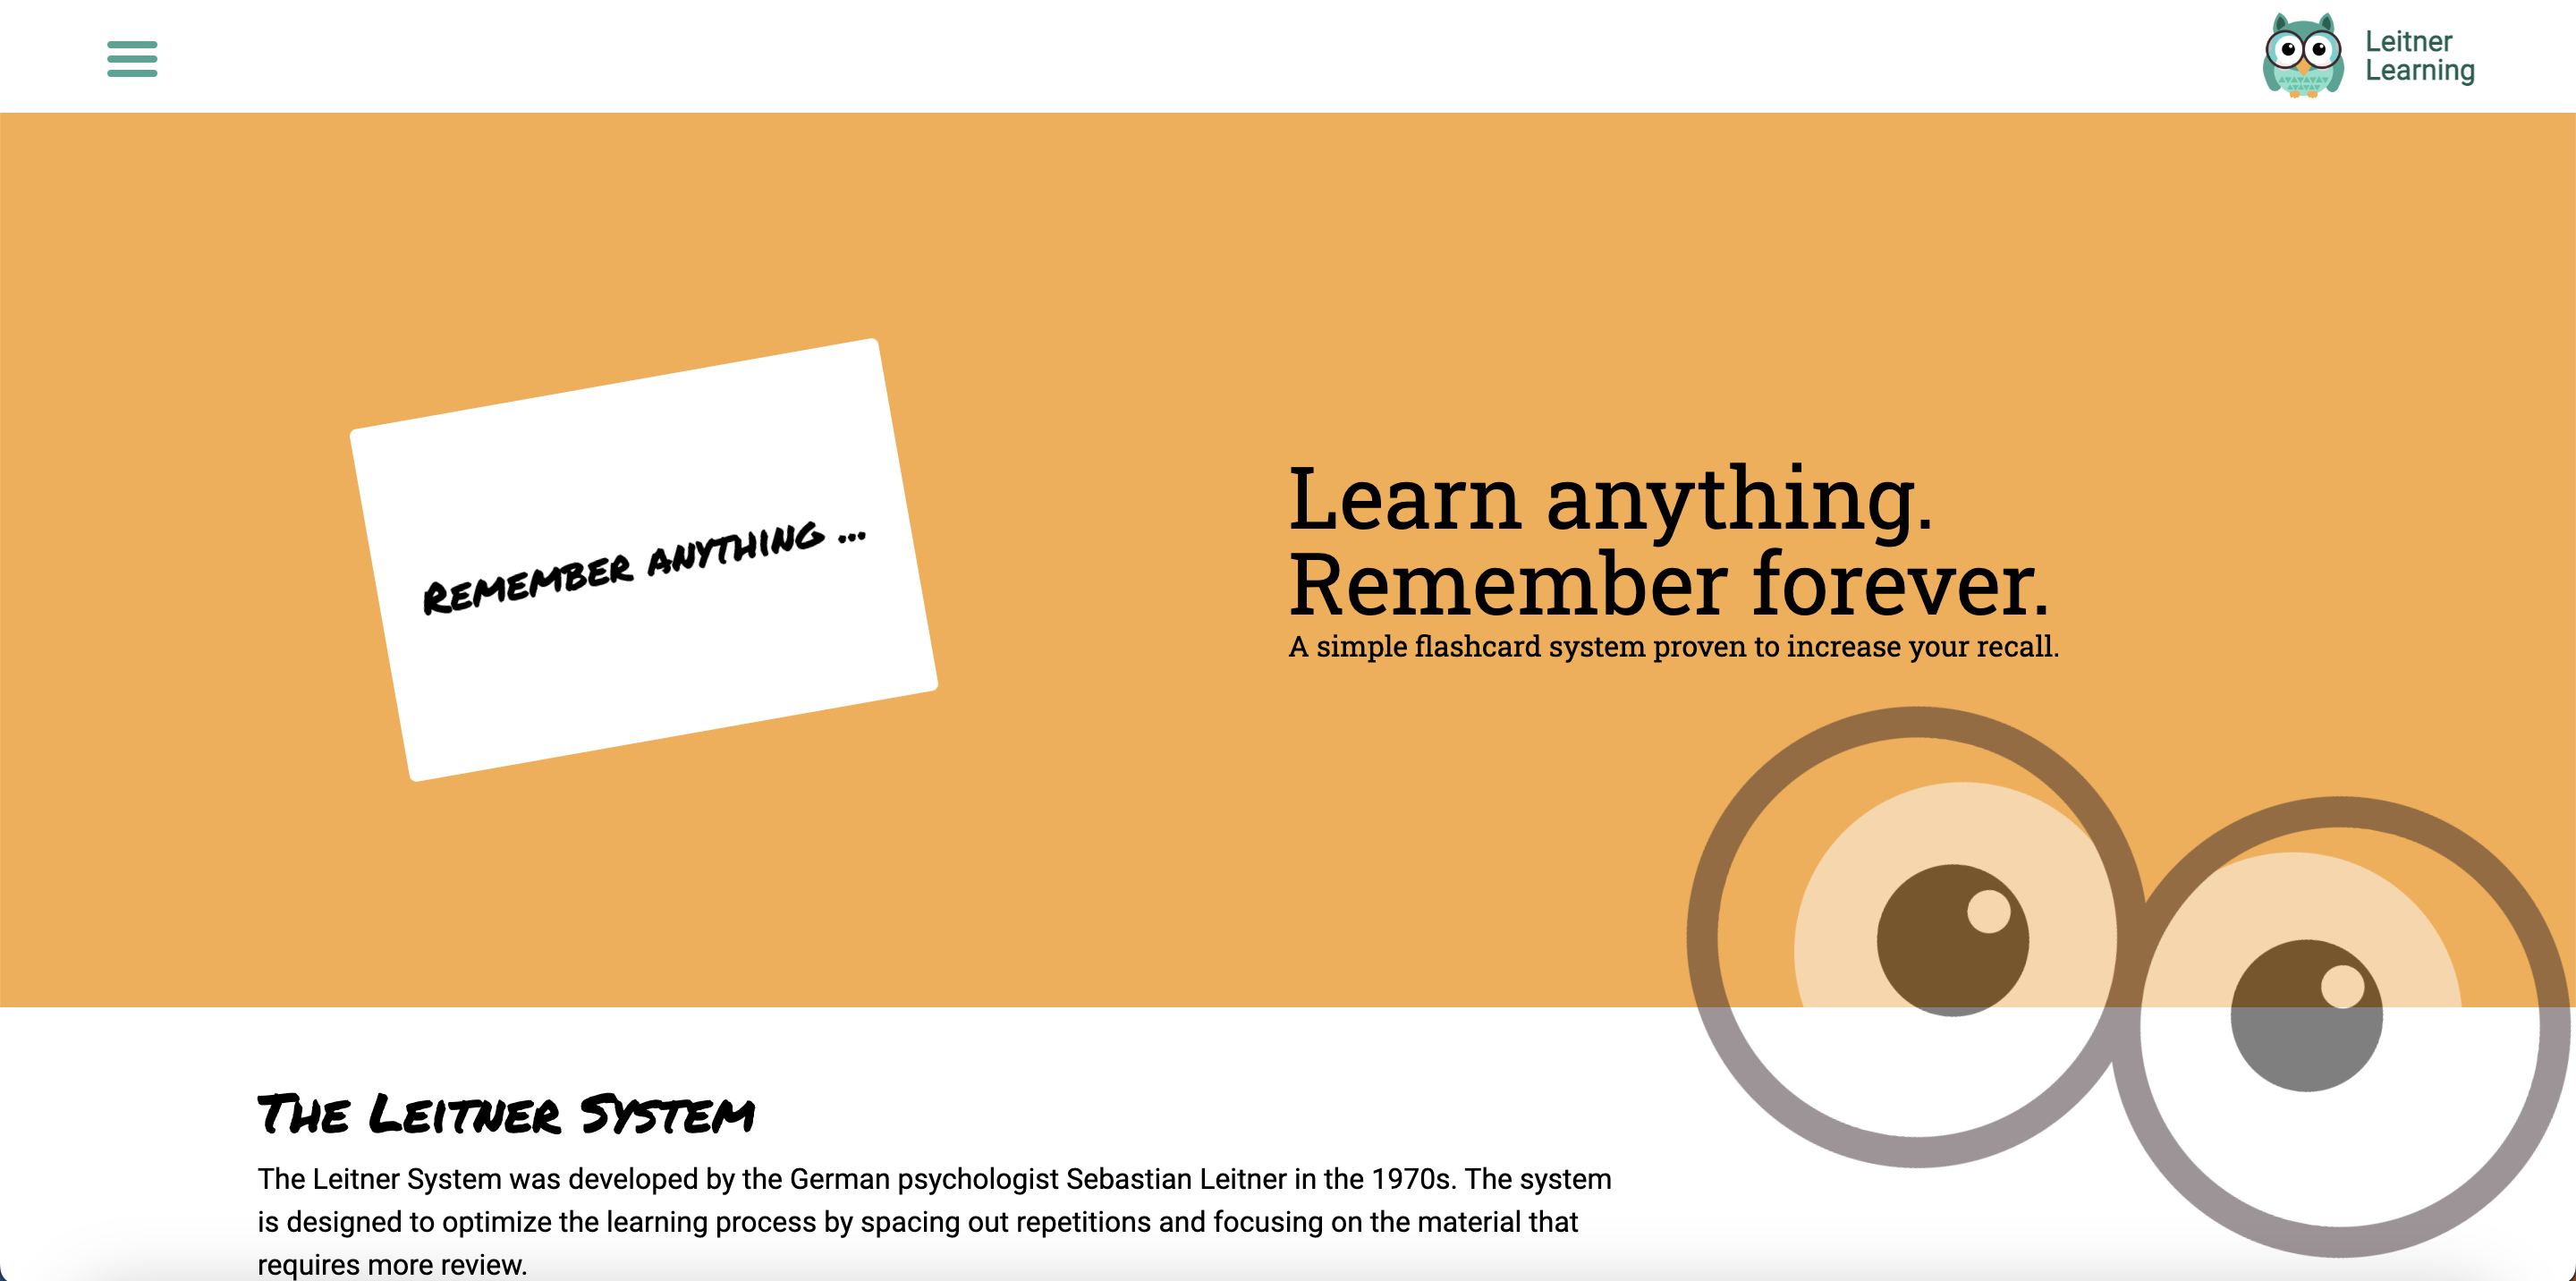 Leitner
Learning
Remember anything ...
Learn anything.
Remember forever.
A simple flashcard system proven to increase your recall.
The Leitner System
The Leitner System was developed by the German psychologist Sebastian Leitner in the 1970s. The system
is designed to optimize the learning process by spacing out repetitions and focusing on the material that
requires more review.